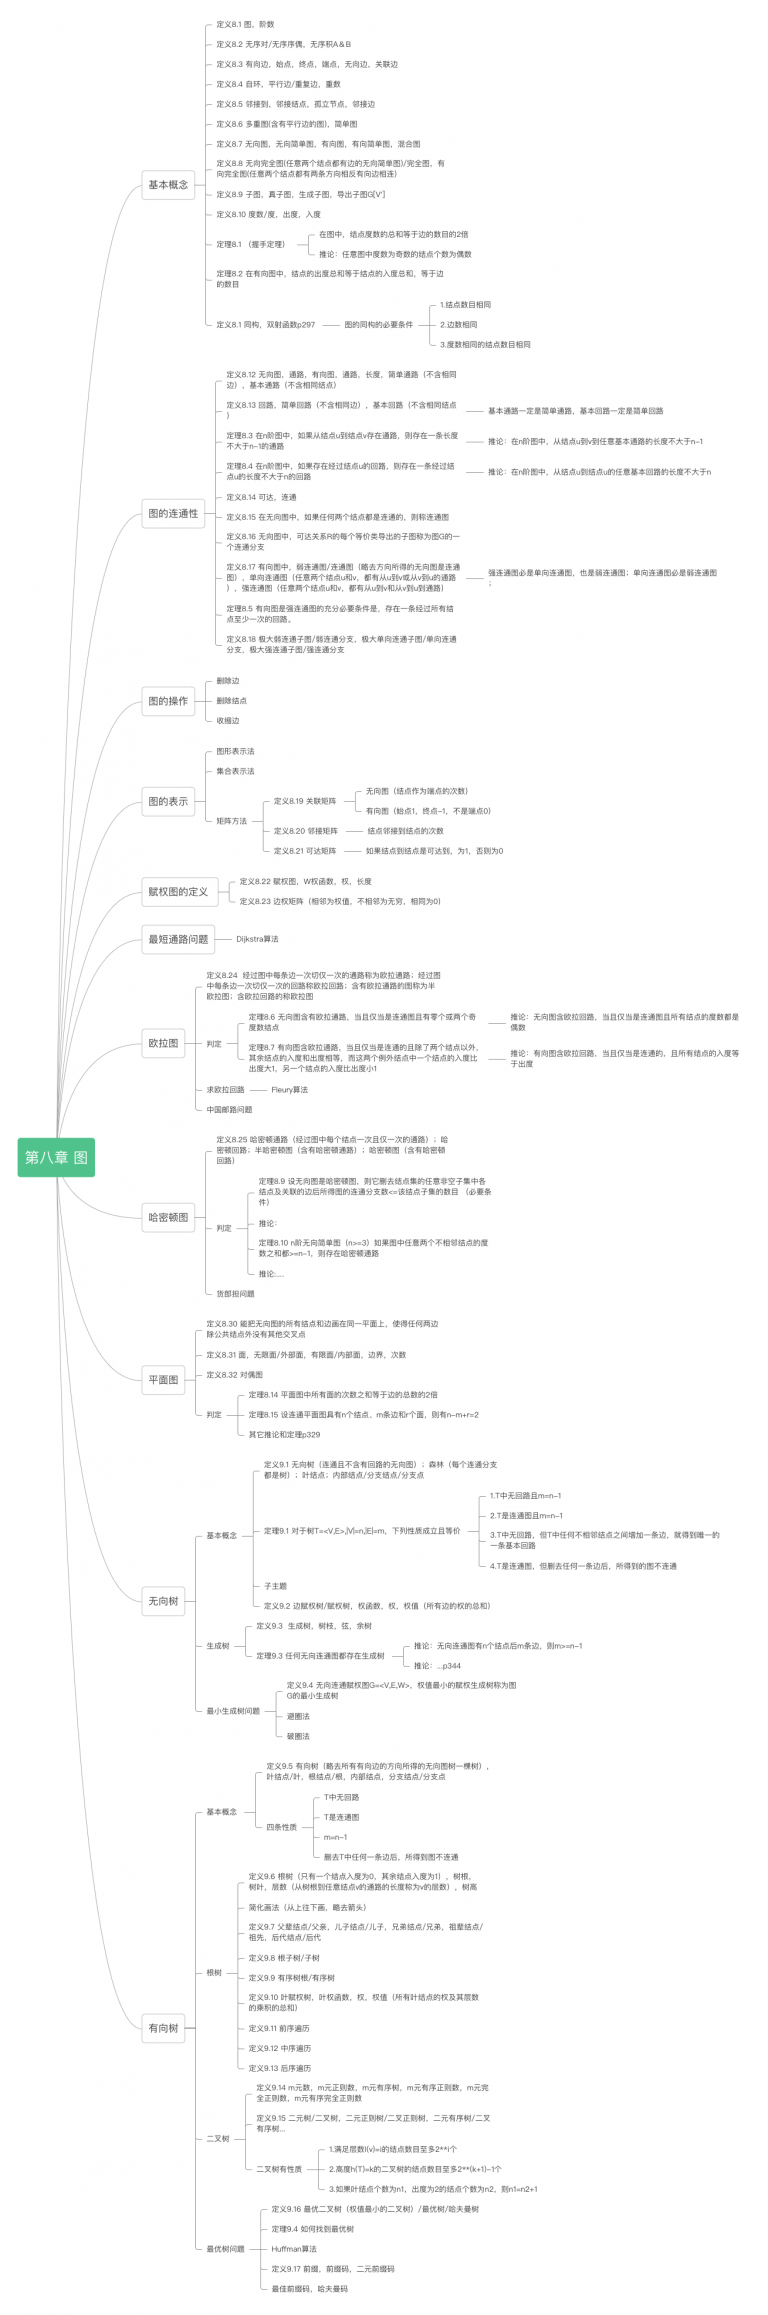 第八章 图
基本概念
定义8.1 图，阶数
定义8.2 无序对/无序序偶，无序积A＆B
定义8.3 有向边，始点，终点，端点，无向边，关联边
定义8.4 自环，平行边/重复边，重数
定义8.5 邻接到，邻接结点，孤立节点，邻接边
定义8.6 多重图(含有平行边的图)，简单图
定义8.7 无向图，无向简单图，有向图，有向简单图，混合图
定义8.8 无向完全图(任意两个结点都有边的无向简单图)/完全图，有
向完全图(任意两个结点都有两条方向相反有向边相连)
定义8.9 子图，真子图，生成子图，导出子图G[V']
定义8.10 度数/度，出度，入度
定理8.1 （握手定理）
在图中，结点度数的总和等于边的数目的2倍
推论：任意图中度数为奇数的结点个数为偶数
定理8.2 在有向图中，结点的出度总和等于结点的入度总和，等于边
的数目
定义8.1 同构，双射函数p297
图的同构的必要条件
1.结点数目相同
2.边数相同
3.度数相同的结点数目相同
图的连通性
定义8.12 无向图，通路，有向图，通路，长度，简单通路（不含相同
边），基本通路（不含相同结点）
定义8.13 回路，简单回路（不含相同边），基本回路（不含相同结点
）
基本通路一定是简单通路，基本回路一定是简单回路
定理8.3 在n阶图中，如果从结点u到结点v存在通路，则存在一条长度
不大于n-1的通路
推论：在n阶图中，从结点u到v到任意基本通路的长度不大于n-1
定理8.4 在n阶图中，如果存在经过结点u的回路，则存在一条经过结
点u的长度不大于n的回路
推论：在n阶图中，从结点u到结点u的任意基本回路的长度不大于n
定义8.14 可达，连通
定义8.15 在无向图中，如果任何两个结点都是连通的，则称连通图
定义8.16 无向图中，可达关系R的每个等价类导出的子图称为图G的一
个连通分支
定义8.17 有向图中，弱连通图/连通图（略去方向所得的无向图是连通
图），单向连通图（任意两个结点u和v，都有从u到v或从v到u的通路
），强连通图（任意两个结点u和v，都有从u到v和从v到u到通路）
强连通图必是单向连通图，也是弱连通图；单向连通图必是弱连通图
；
定理8.5 有向图是强连通图的充分必要条件是，存在一条经过所有结
点至少一次的回路。
定义8.18 极大弱连通子图/弱连通分支，极大单向连通子图/单向连通
分支，极大强连通子图/强连通分支
图的操作
删除边
删除结点
收缩边
图的表示
图形表示法
集合表示法
矩阵方法
定义8.19 关联矩阵
无向图（结点作为端点的次数）
有向图（始点1，终点-1，不是端点0）
定义8.20 邻接矩阵
结点邻接到结点的次数
定义8.21 可达矩阵
如果结点到结点是可达到，为1，否则为0
赋权图的定义
定义8.22 赋权图，W权函数，权，长度
定义8.23 边权矩阵（相邻为权值，不相邻为无穷，相同为0）
最短通路问题
Dijkstra算法
欧拉图
定义8.24 经过图中每条边一次切仅一次的通路称为欧拉通路；经过图
中每条边一次切仅一次的回路称欧拉回路；含有欧拉通路的图称为半
欧拉图；含欧拉回路的称欧拉图
判定
定理8.6 无向图含有欧拉通路，当且仅当是连通图且有零个或两个奇
度数结点
推论：无向图含欧拉回路，当且仅当是连通图且所有结点的度数都是
偶数
定理8.7 有向图含欧拉通路，当且仅当是连通的且除了两个结点以外，
其余结点的入度和出度相等，而这两个例外结点中一个结点的入度比
出度大1，另一个结点的入度比出度小1
推论：有向图含欧拉回路，当且仅当是连通的，且所有结点的入度等
于出度
求欧拉回路
Fleury算法
中国邮路问题
哈密顿图
定义8.25 哈密顿通路（经过图中每个结点一次且仅一次的通路）；哈
密顿回路；半哈密顿图（含有哈密顿通路）；哈密顿图（含有哈密顿
回路）
判定
定理8.9 设无向图是哈密顿图，则它删去结点集的任意非空子集中各
结点及关联的边后所得图的连通分支数<=该结点子集的数目 （必要条
件）
推论：
定理8.10 n阶无向简单图（n>=3）如果图中任意两个不相邻结点的度
数之和都>=n-1，则存在哈密顿通路
推论:....
货郎担问题
平面图
定义8.30 能把无向图的所有结点和边画在同一平面上，使得任何两边
除公共结点外没有其他交叉点
定义8.31 面，无限面/外部面，有限面/内部面，边界，次数
定义8.32 对偶图
判定
定理8.14 平面图中所有面的次数之和等于边的总数的2倍
定理8.15 设连通平面图具有n个结点、m条边和r个面，则有n-m+r=2
其它推论和定理p329
无向树
基本概念
定义9.1 无向树（连通且不含有回路的无向图）；森林（每个连通分支
都是树）；叶结点；内部结点/分支结点/分支点
定理9.1 对于树T=<V,E>,|V|=n,|E|=m，下列性质成立且等价
1.T中无回路且m=n-1
2.T是连通图且m=n-1
3.T中无回路，但T中任何不相邻结点之间增加一条边，就得到唯一的
一条基本回路
4.T是连通图，但删去任何一条边后，所得到的图不连通
子主题
定义9.2 边赋权树/赋权树，权函数，权，权值（所有边的权的总和）
生成树
定义9.3 生成树，树枝，弦，余树
定理9.3 任何无向连通图都存在生成树
推论：无向连通图有n个结点后m条边，则m>=n-1
推论：...p344
最小生成树问题
定义9.4 无向连通赋权图G=<V,E,W>，权值最小的赋权生成树称为图
G的最小生成树
避圈法
破圈法
有向树
基本概念
定义9.5 有向树（略去所有有向边的方向所得的无向图树一棵树），
叶结点/叶，根结点/根，内部结点，分支结点/分支点
四条性质
T中无回路
T是连通图
m=n-1
删去T中任何一条边后，所得到图不连通
根树
定义9.6 根树（只有一个结点入度为0，其余结点入度为1），树根，
树叶，层数（从树根到任意结点v的通路的长度称为v的层数），树高
简化画法（从上往下画，略去箭头）
定义9.7 父辈结点/父亲，儿子结点/儿子，兄弟结点/兄弟，祖辈结点/
祖先，后代结点/后代
定义9.8 根子树/子树
定义9.9 有序树根/有序树
定义9.10 叶赋权树，叶权函数，权，权值（所有叶结点的权及其层数
的乘积的总和）
定义9.11 前序遍历
定义9.12 中序遍历
定义9.13 后序遍历
二叉树
定义9.14 m元数，m元正则数，m元有序树，m元有序正则数，m元完
全正则数，m元有序完全正则数
定义9.15 二元树/二叉树，二元正则树/二叉正则树，二元有序树/二叉
有序树...
二叉树有性质
1.满足层数l(v)=i的结点数目至多2**i个
2.高度h(T)=k的二叉树的结点数目至多2**(k+1)-1个
3.如果叶结点个数为n1，出度为2的结点个数为n2，则n1=n2+1
最优树问题
定义9.16 最优二叉树（权值最小的二叉树）/最优树/哈夫曼树
定理9.4 如何找到最优树
Huffman算法
定义9.17 前缀，前缀码，二元前缀码
最佳前缀码，哈夫曼码